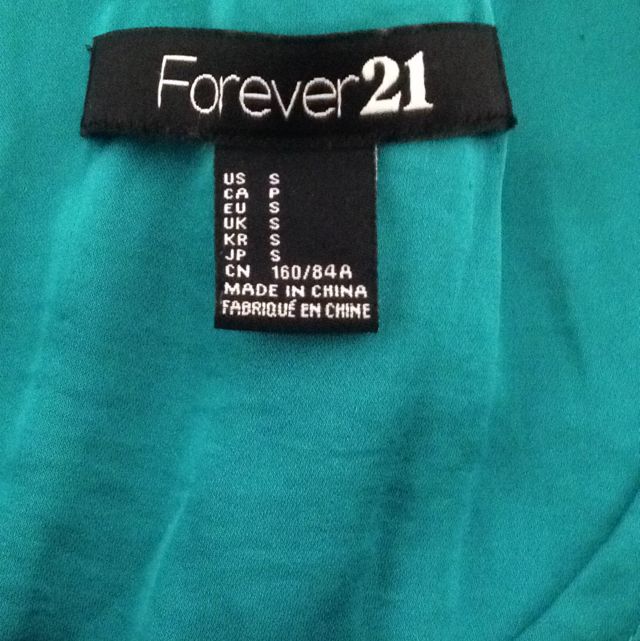 Forever21
US S
CA P
EU S
UK S
KR S
JP S
CN 160/84A
MADE IN CHINA
FABRIQUÉ EN CHINE